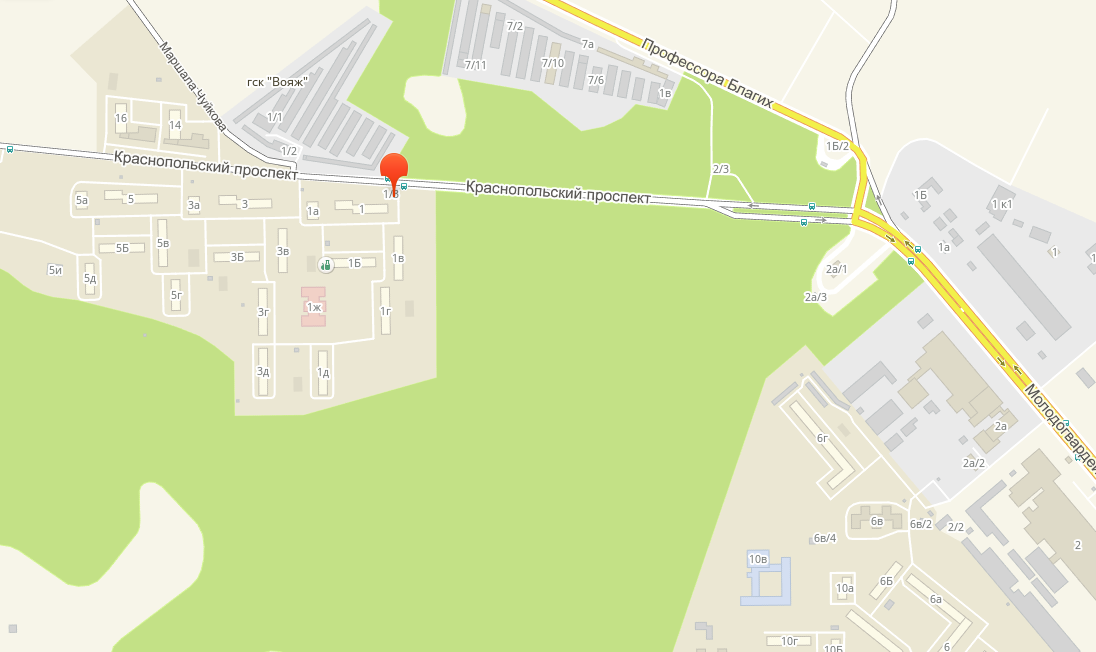 Профессора Благих
Маршала Чуйкова
гск "Вояж"
7/2
7а
7/11
7/10
7/6
1в
1/1
16
14
1/2
1Б/2
Краснопольский проспект
Краснопольский проспект
2/3
1/3
5а
5
3а
3
1а
1
1Б
1 к1
1а
1
5в
5Б
3в
3Б
1Б
1в
5и
5д
5г
3г
1ж
1г
3д
1д
2а/1
2а/3
Молодогвардей
2а
2а/2
6г
6в
6в/2
2/2
6в/4
2
10в
10а
6Б
6а
10г
10Б
6